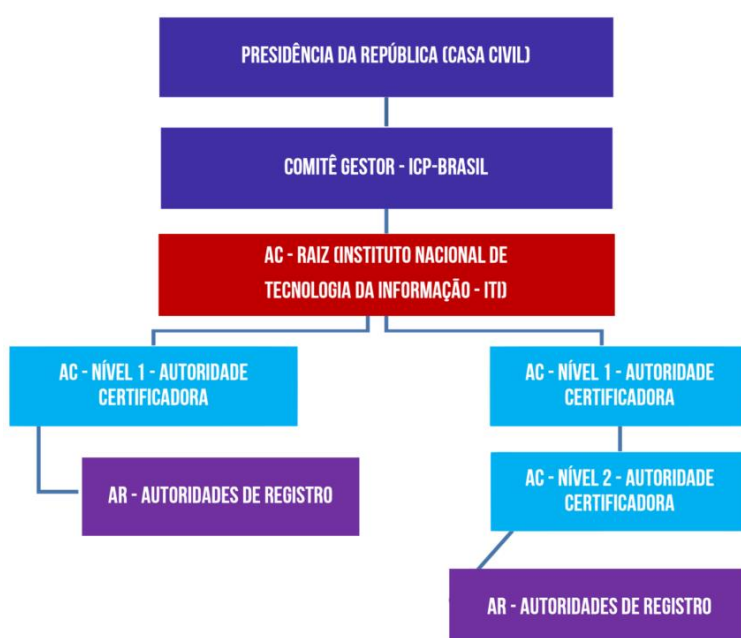 PRESIDÊNCIA DA REPÚBLICA (CASA CIVIL)
COMITÊ GESTOR - ICP-BRASIL
AC - RAIZ (INSTITUTO NACIONAL DE
TECNOLOGIA DA INFORMAÇÃO - ITI)
AC - NÍVEL 1 - AUTORIDADE
CERTIFICADORA
AR - AUTORIDADES DE REGISTRO
AC - NÍVEL 1 - AUTORIDADE
CERTIFICADORA
AC - NÍVEL 2 - AUTORIDADE
CERTIFICADORA
AR - AUTORIDADES DE REGISTRO